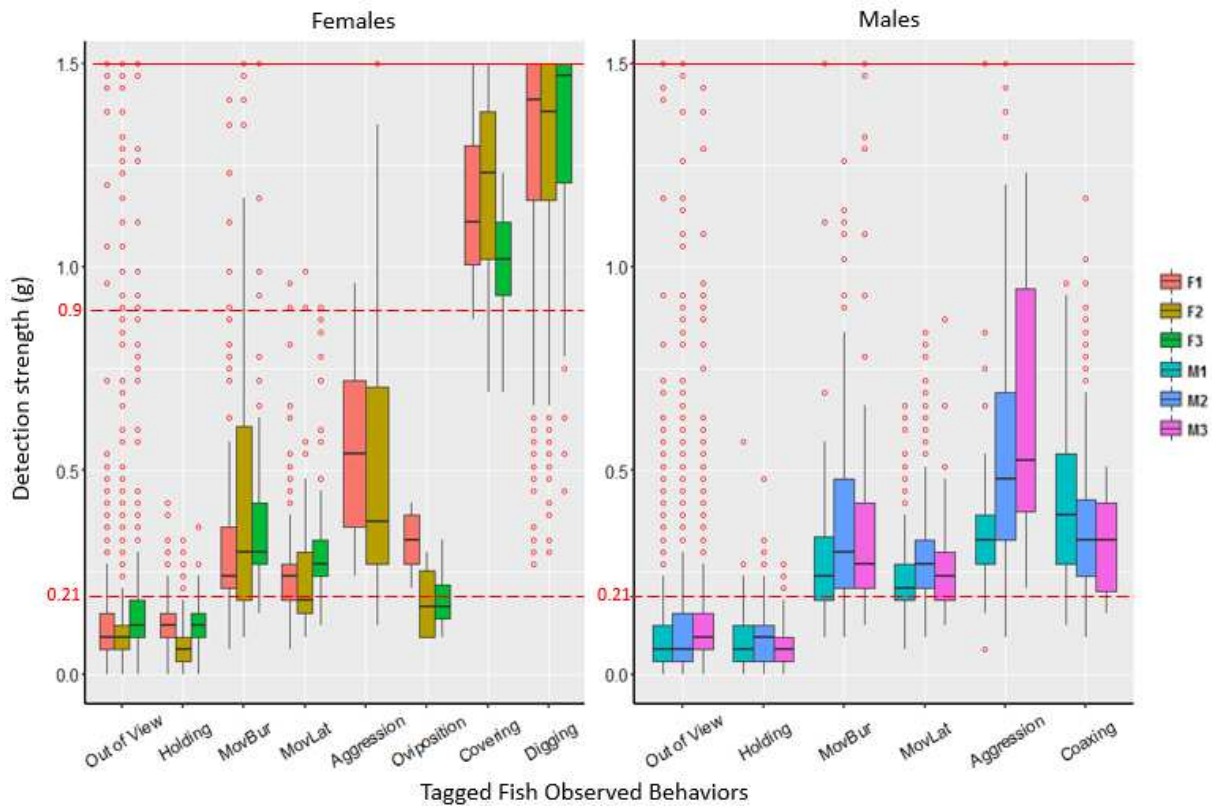 Females
Males
Detection strength (g)
1.5
1.0
0.9
0.5
0.21
0.0
0.21
Out of View
Holding
MovBur
MovLat
Aggression
Oviposition
Covering
Digging
1.5
1.0
0.5
0.0
Out of View
Holding
MovBur
MovLat
Aggression
Coaxing
F1
F2
F3
M1
M2
M3
Tagged Fish Observed Behaviors